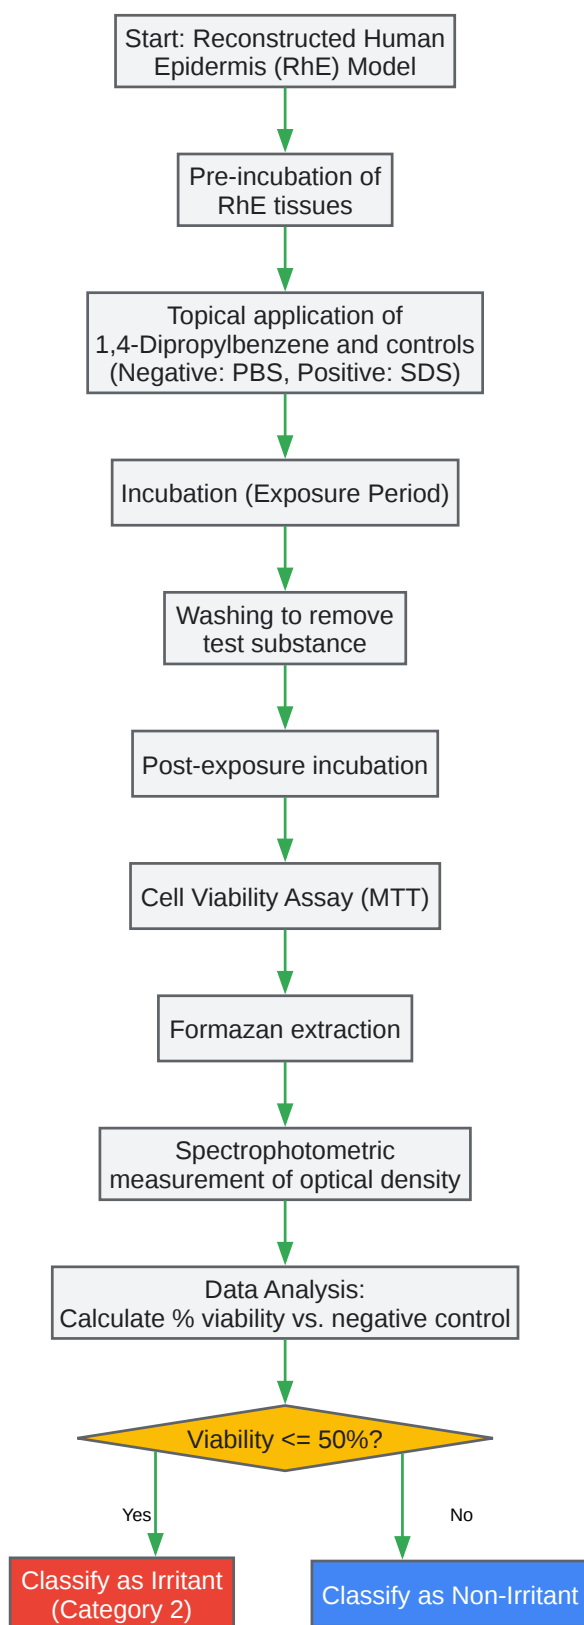 Start: Reconstructed Human
Epidermis (RhE) Model
Pre-incubation of
RhE tissues
Topical application of
1,4-Dipropylbenzene and controls
(Negative: PBS, Positive: SDS)
Incubation (Exposure Period)
Washing to remove
test substance
Post-exposure incubation
Cell Viability Assay (MTT)
Formazan extraction
Spectrophotometric
measurement of optical density
Data Analysis:
Calculate % viability vs. negative control
Viability <= 50%?
Yes
No
Classify as Irritant
(Category 2)
Classify as Non-Irritant